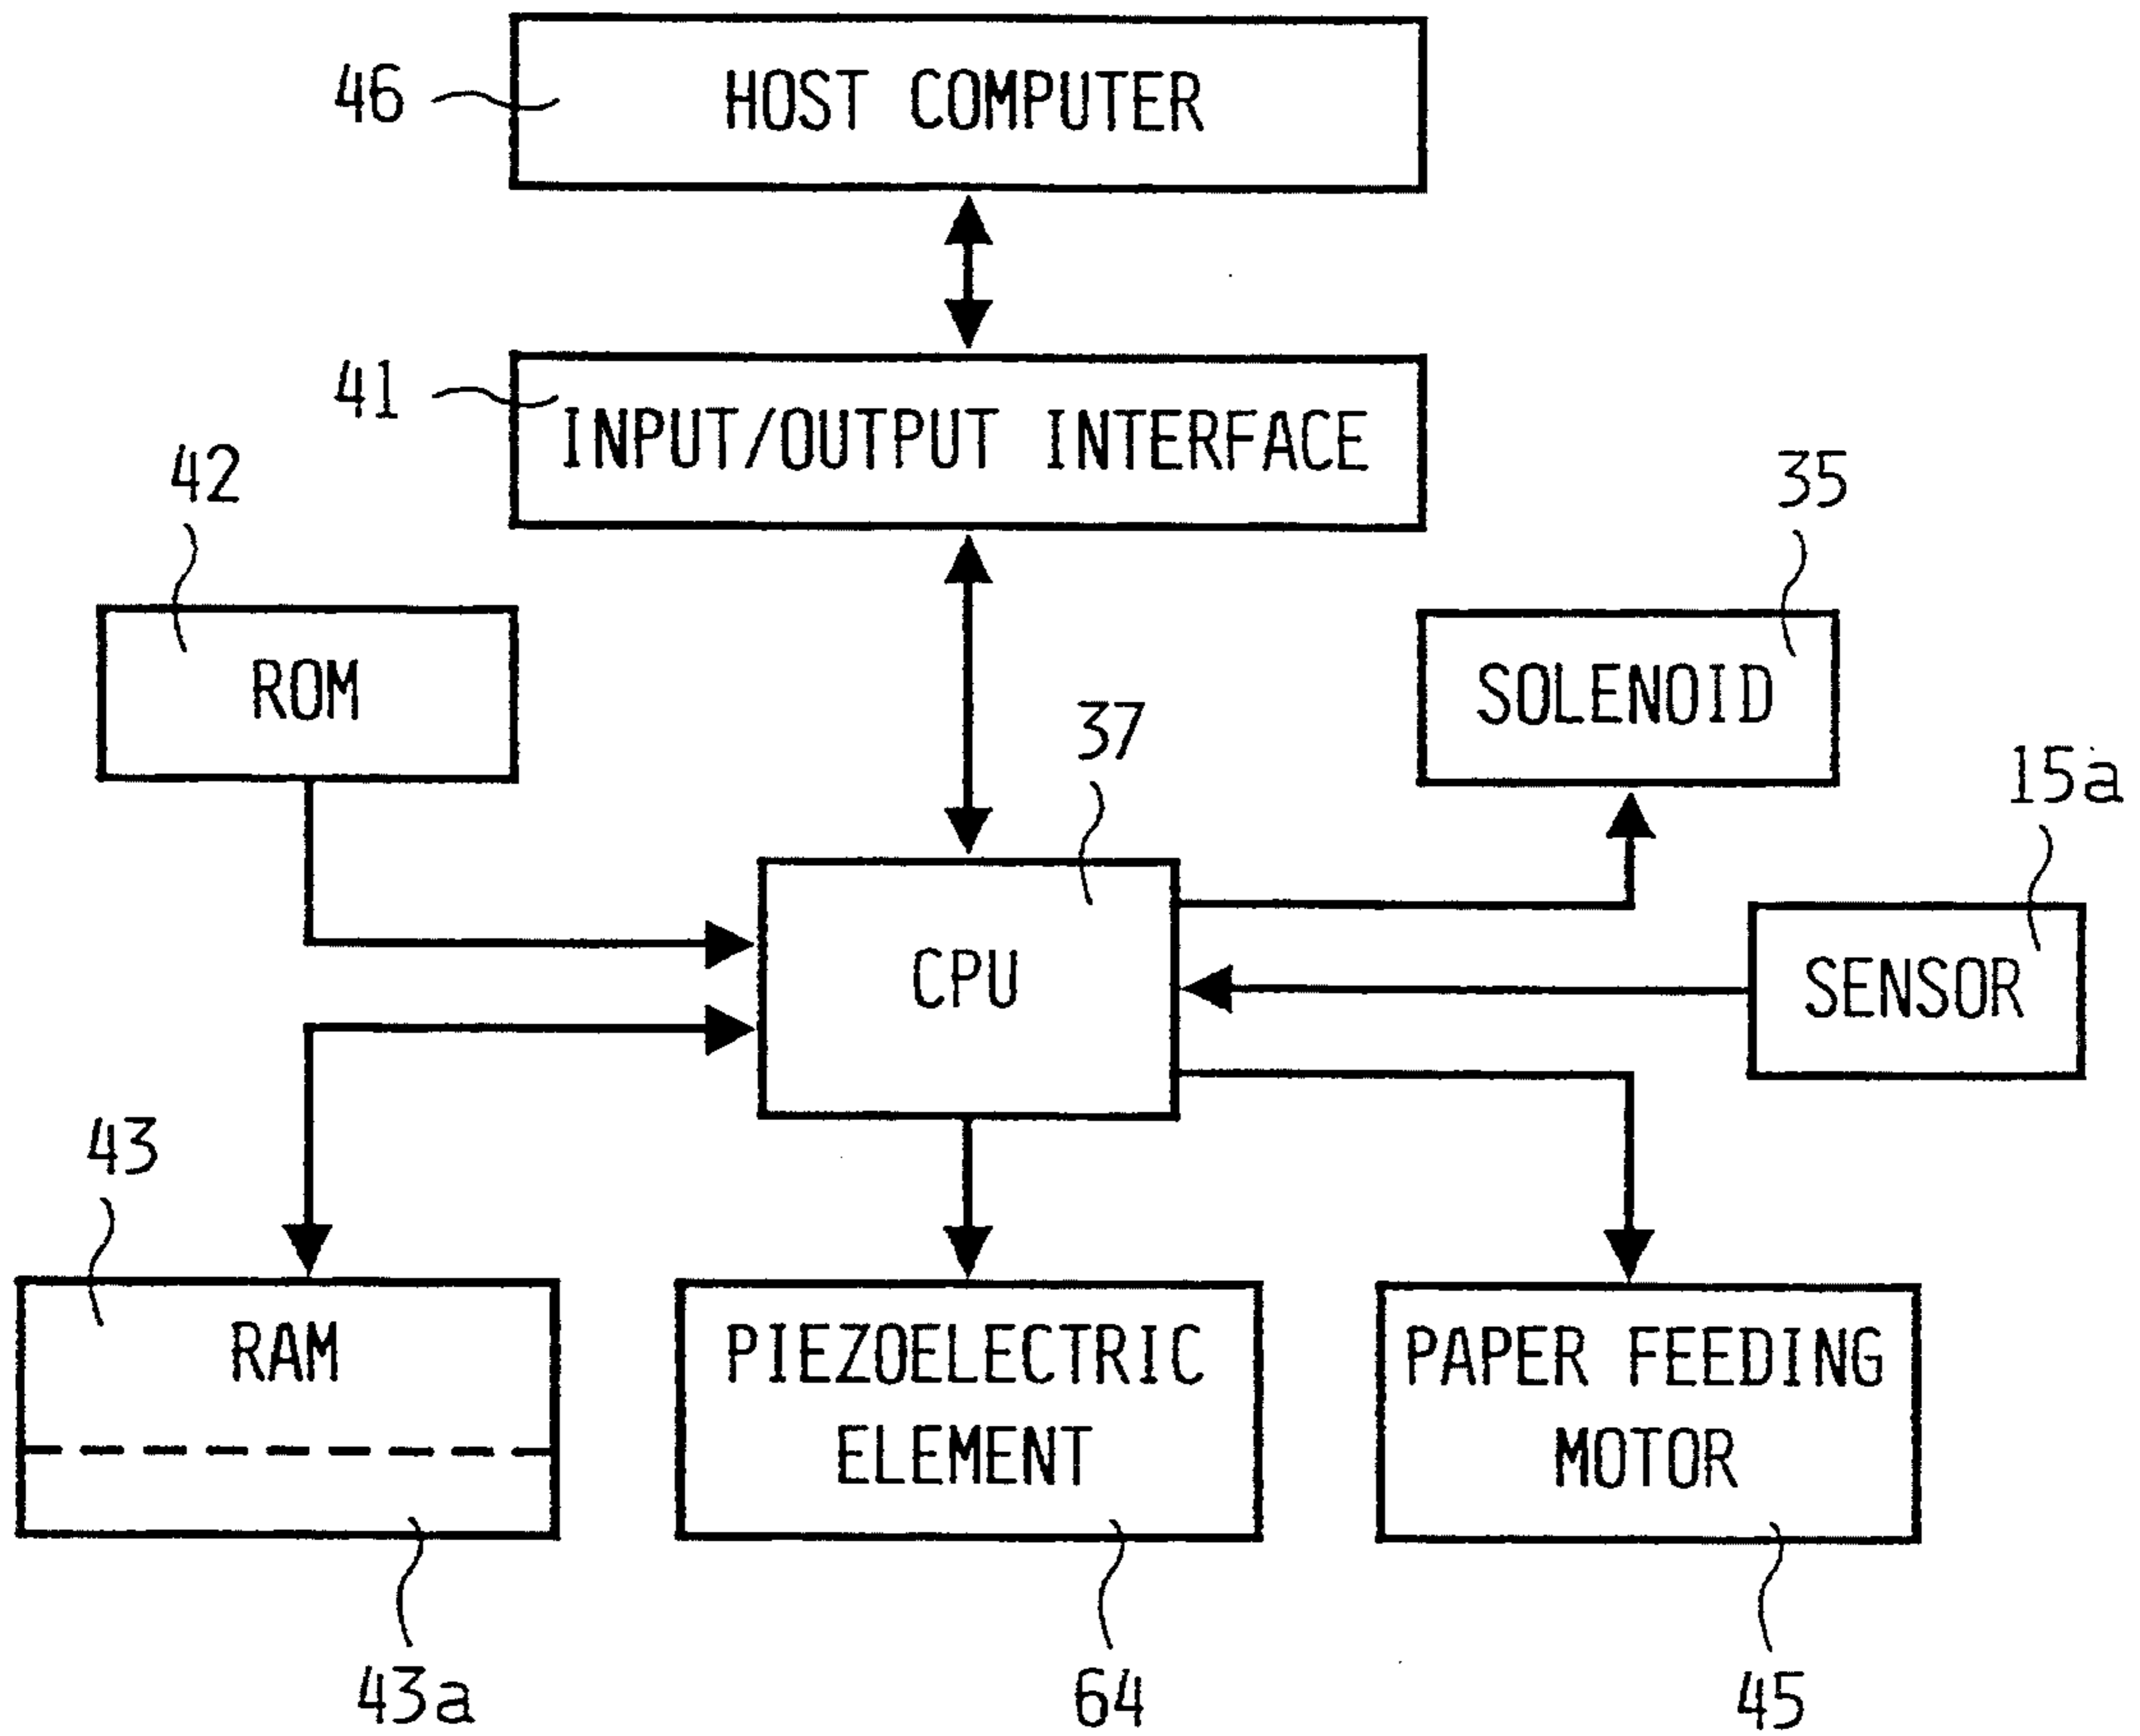 46
HOST COMPUTER
41
INPUT/OUTPUT INTERFACE
42
ROM
35
SOLENOID
37
CPU
15a
SENSOR
43
RAM
43a
PIEZOELECTRIC
ELEMENT
64
PAPER FEEDING
MOTOR
45